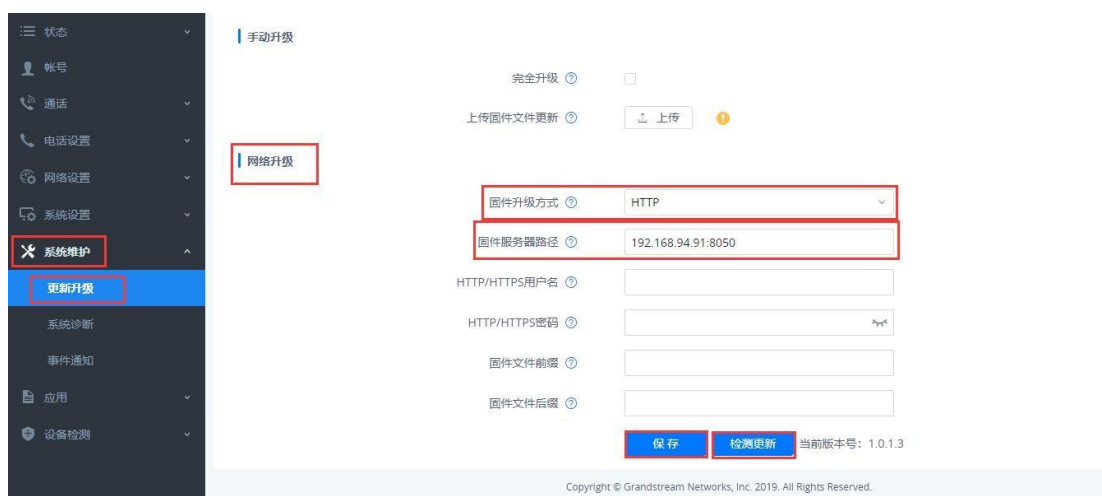 状态
帐号
通话
电话设置
网络设置
系统设置
系统维护
更新升级
系统诊断
事件通知
应用
设备检测
手动升级
完全升级
上传固件文件更新 上传
网络升级
固件升级方式 HTTP
固件服务器路径 192.168.94.91:8050
HTTP/HTTPS用户名
HTTP/HTTPS密码
固件文件前缀
固件文件后缀
保存 检测更新 当前版本号：1.0.1.3
Copyright © Grandstream Networks, Inc. 2019. All Rights Reserved.